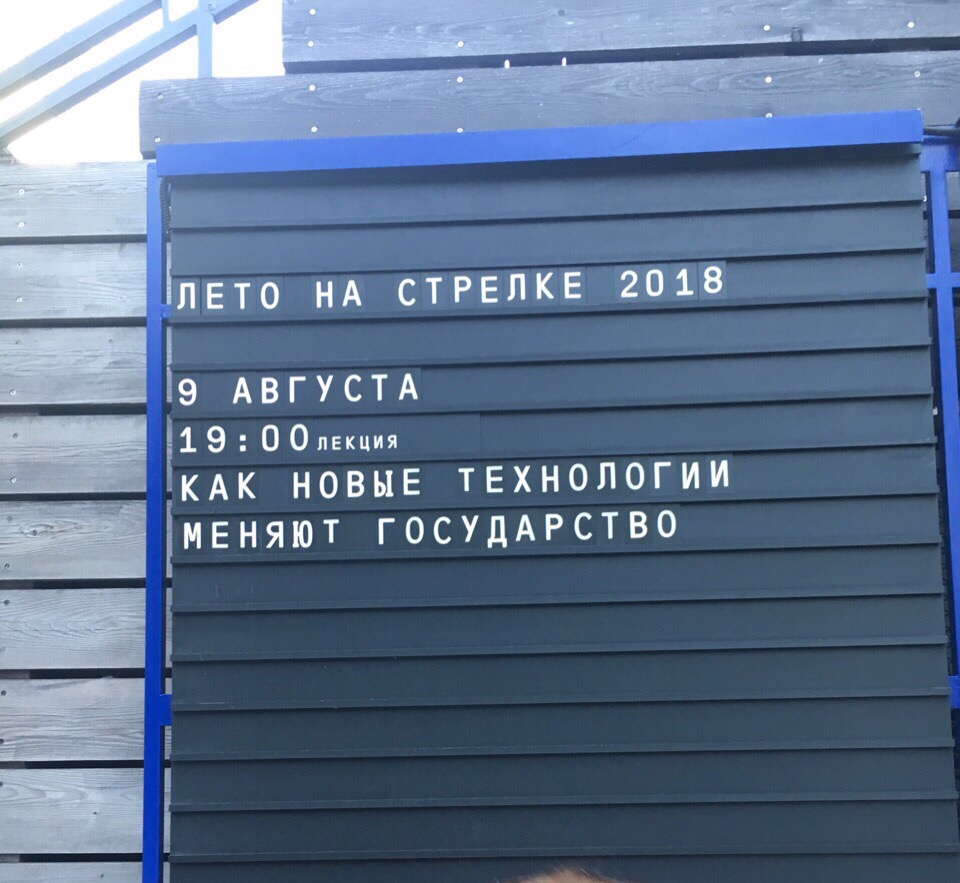 ЛЕТО НА СТРЕЛКЕ 2018
9 АВГУСТА
19:00 ЛЕКЦИЯ
КАК НОВЫЕ ТЕХНОЛОГИИ
МЕНЯЮТ ГОСУДАРСТВО